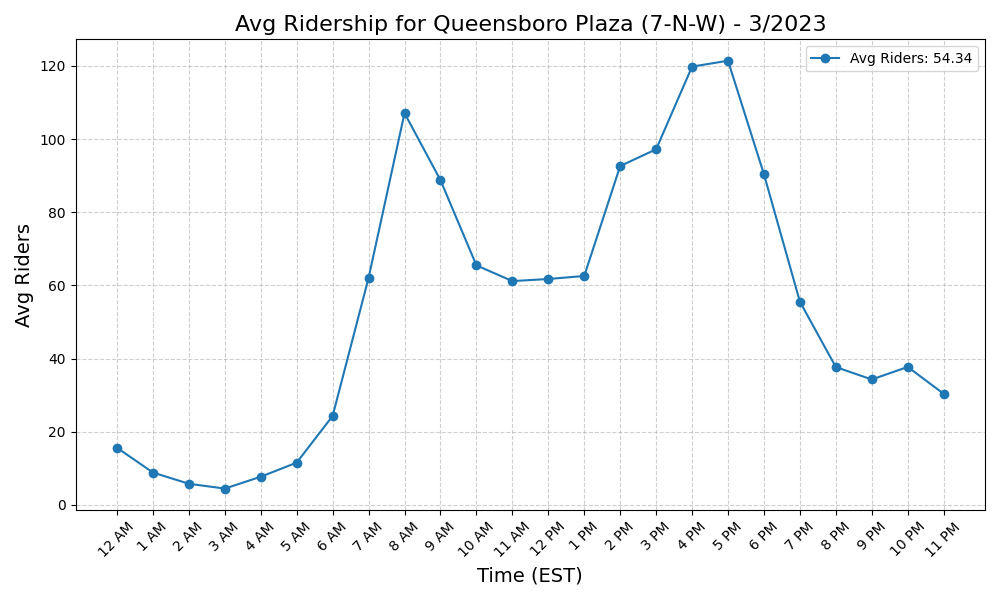 Avg Ridership for Queensboro Plaza (7-N-W) - 3/2023
Avg Riders: 54.34
Avg Riders
120
100
80
60
40
20
0
12 AM
1 AM
2 AM
3 AM
4 AM
5 AM
6 AM
7 AM
8 AM
9 AM
10 AM
11 AM
12 PM
1 PM
2 PM
3 PM
4 PM
5 PM
6 PM
7 PM
8 PM
9 PM
10 PM
11 PM
Time (EST)